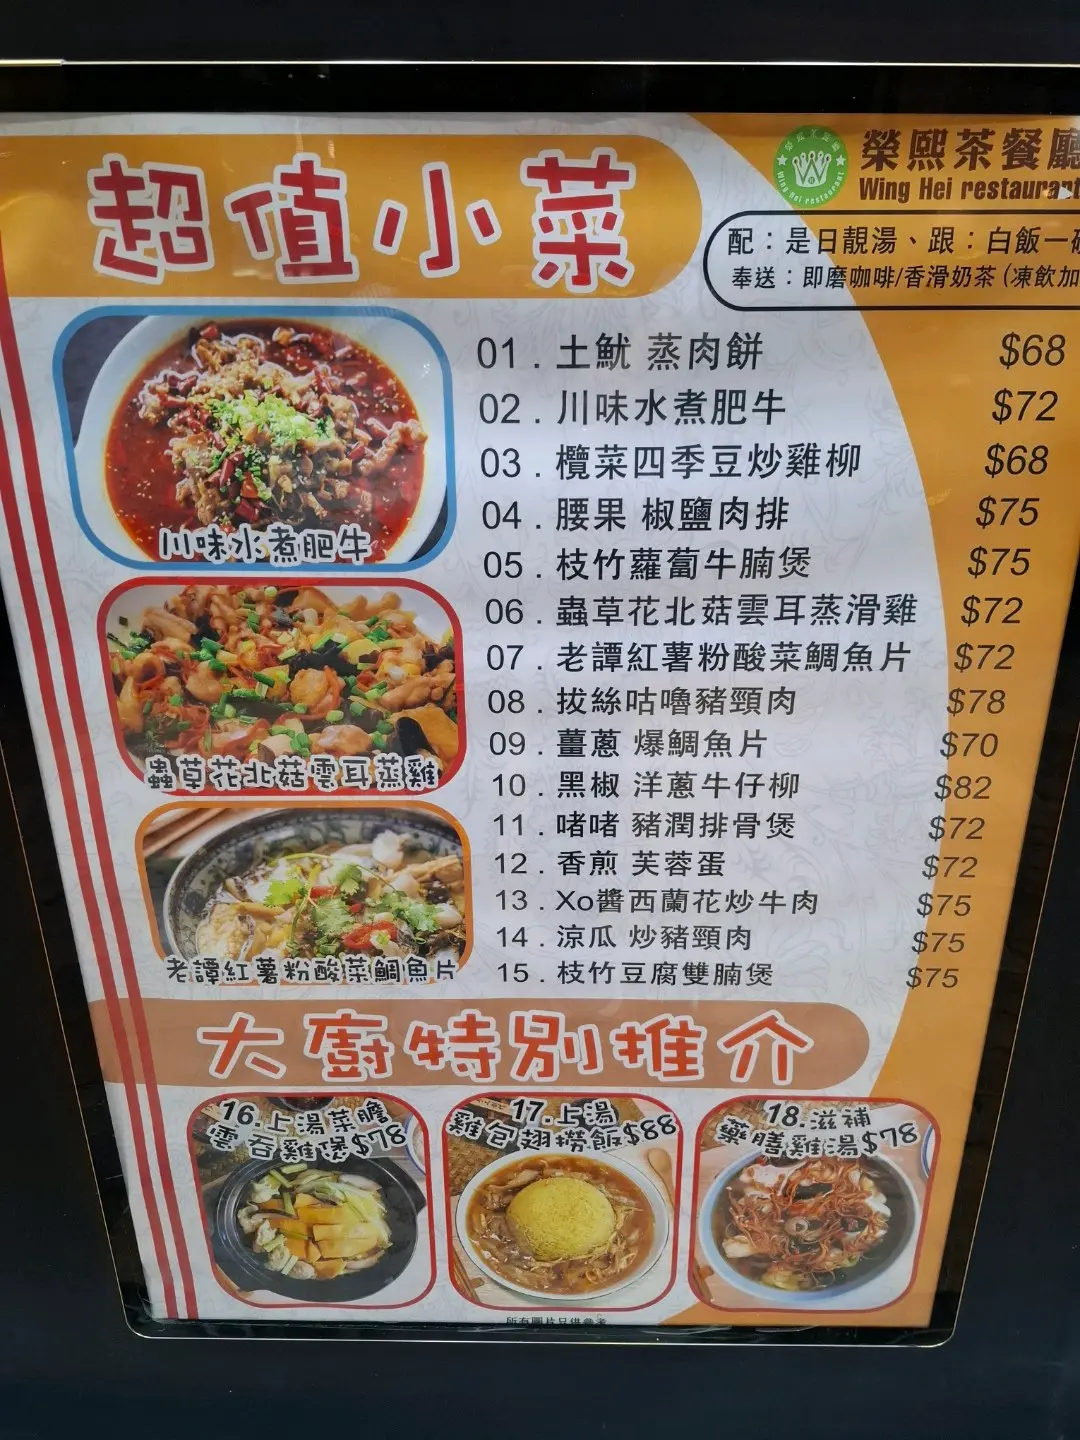 超值小菜
榮熙茶餐廳
Wing Hei restaurant
配：是日靚湯、跟：白飯一碗
奉送：即磨咖啡/香滑奶茶 (凍飲加
01 . 土魷 蒸肉餅 $68
02 . 川味水煮肥牛 $72
03 . 欖菜四季豆炒雞柳 $68
04 . 腰果 椒鹽肉排 $75
05 . 枝竹蘿蔔牛腩煲 $75
06 . 蟲草花北菇雲耳蒸滑雞 $72
07 . 老譚紅薯粉酸菜鯛魚片 $72
08 . 拔絲咕嚕豬頸肉 $78
09 . 薑蔥 爆鯛魚片 $70
10 . 黑椒 洋蔥牛仔柳 $82
11 . 啫啫 豬潤排骨煲 $72
12 . 香煎 芙蓉蛋 $72
13 . Xo醬西蘭花炒牛肉 $75
14 . 涼瓜 炒豬頸肉 $75
15 . 枝竹豆腐雙腩煲 $75
川味水煮肥牛
蟲草花北菇雲耳蒸雞
老譚紅薯粉酸菜鯛魚片
大廚特別推介
16.上湯菜膽
雲吞雞煲$78
17.上湯
雞包翅撈飯$88
18.滋補
藥膳雞湯$78
所有圖片只供參考